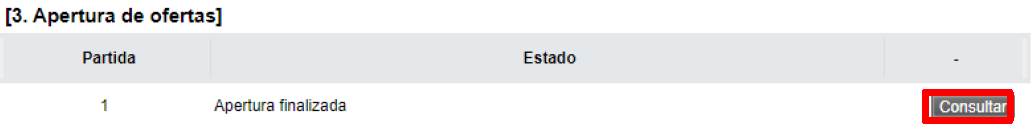 [3. Apertura de ofertas]
Partida Estado -
1 Apertura finalizada Consultar